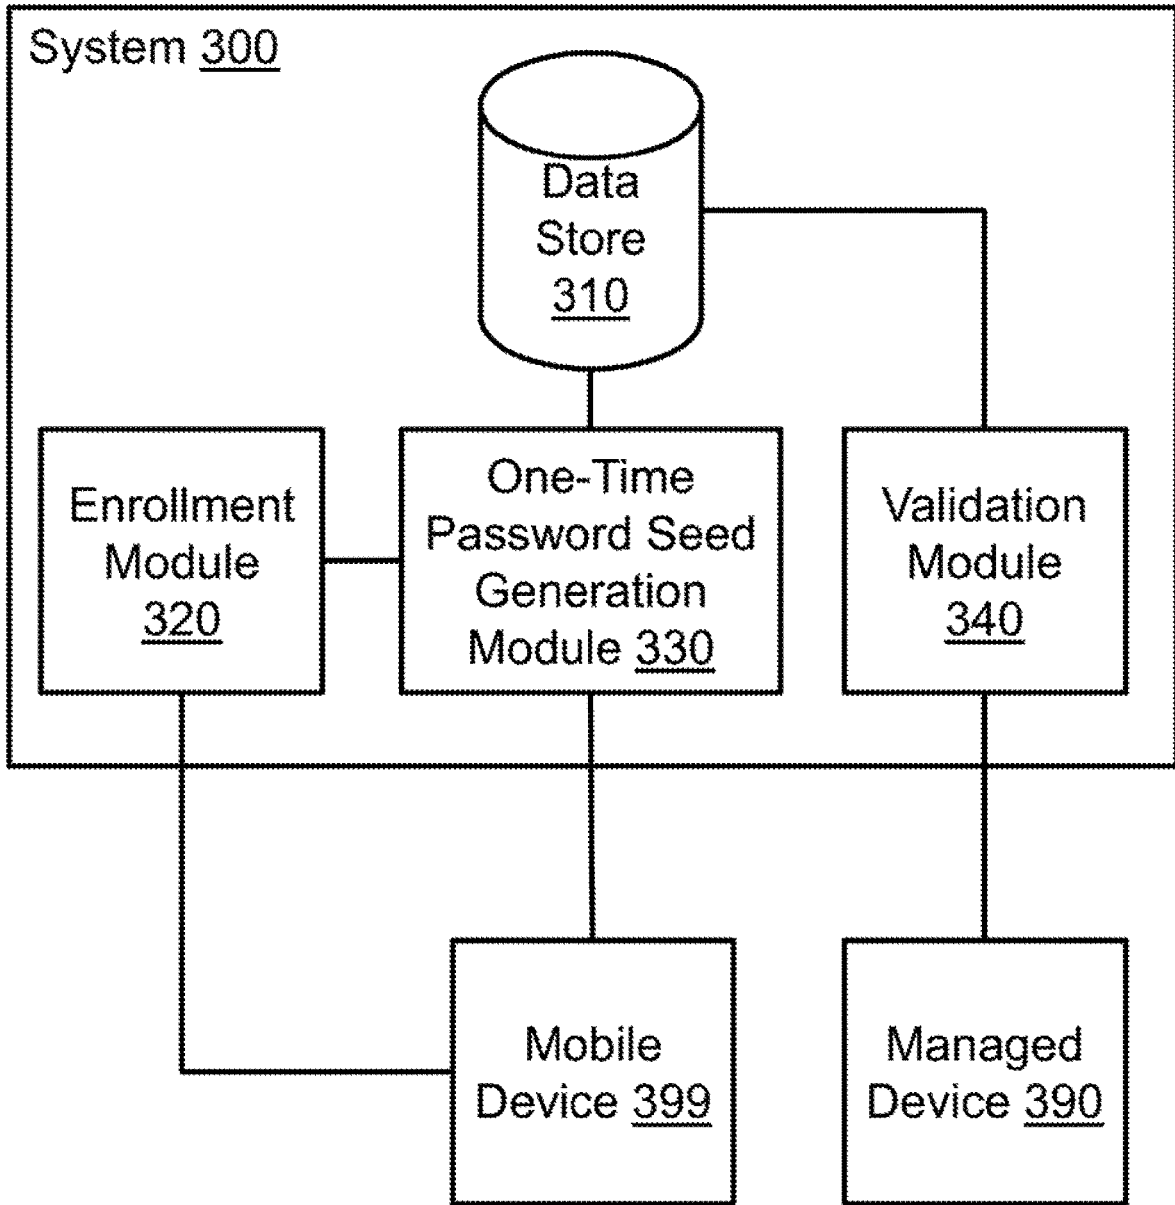 System 300
Data
Store
310
Enrollment
Module
320
One-Time
Password Seed
Generation
Module 330
Validation
Module
340
Mobile
Device 399
Managed
Device 390